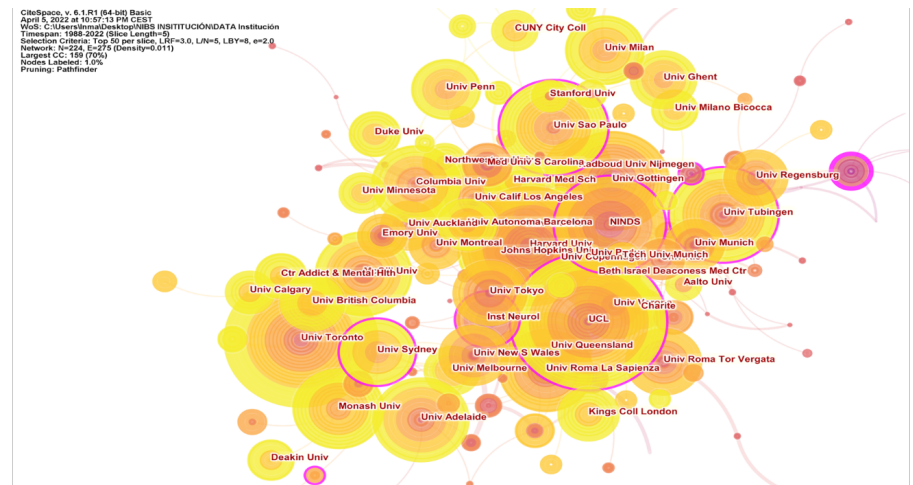 CiteSpace, v. 6.1.R1 (64-bit) Basic
April 5, 2022 at 10:57:13 PM CEST
WoS: C:\Users\Inma\Desktop\NIBS INSITITUCIÓN\DATA Institución
Timespan: 1988-2022 (Slice Length=5)
Selection Criteria: Top 50 per slice, LRF=3.0, L/N=5, LBY=8, e=2.0
Network: N=224, E=275 (Density=0.011)
Largest CC: 159 (70%)
Nodes Labeled: 1.0%
Pruning: Pathfinder
CUNY City Coll
Univ Milan
Univ Ghent
Univ Penn
Stanford Univ
Univ Milano Bicocca
Univ Sao Paulo
Duke Univ
Med Univ S Carolina
Univ Nijmegen
Univ Regensburg
Columbia Univ
Harvard Med Sch
Univ Gottingen
Univ Minnesota
Univ Calif Los Angeles
Univ Tubingen
Univ Auckland
Autonoma Barcelona
NINDS
Emory Univ
Univ Montreal
Harvard Univ
Univ Munich
Johns Hopkins
Tech Univ Munich
Ctr Addict & Mental Hlth
Univ
Beth Israel Deaconess Med Ctr
Aalto Univ
Univ Calgary
Univ Tokyo
Univ British Columbia
Charite
Inst Neurol
UCL
Univ Toronto
Univ Queensland
Univ Sydney
Univ New S Wales
Univ Roma Tor Vergata
Univ Melbourne
Univ Roma La Sapienza
Monash Univ
Univ Adelaide
Kings Coll London
Deakin Univ